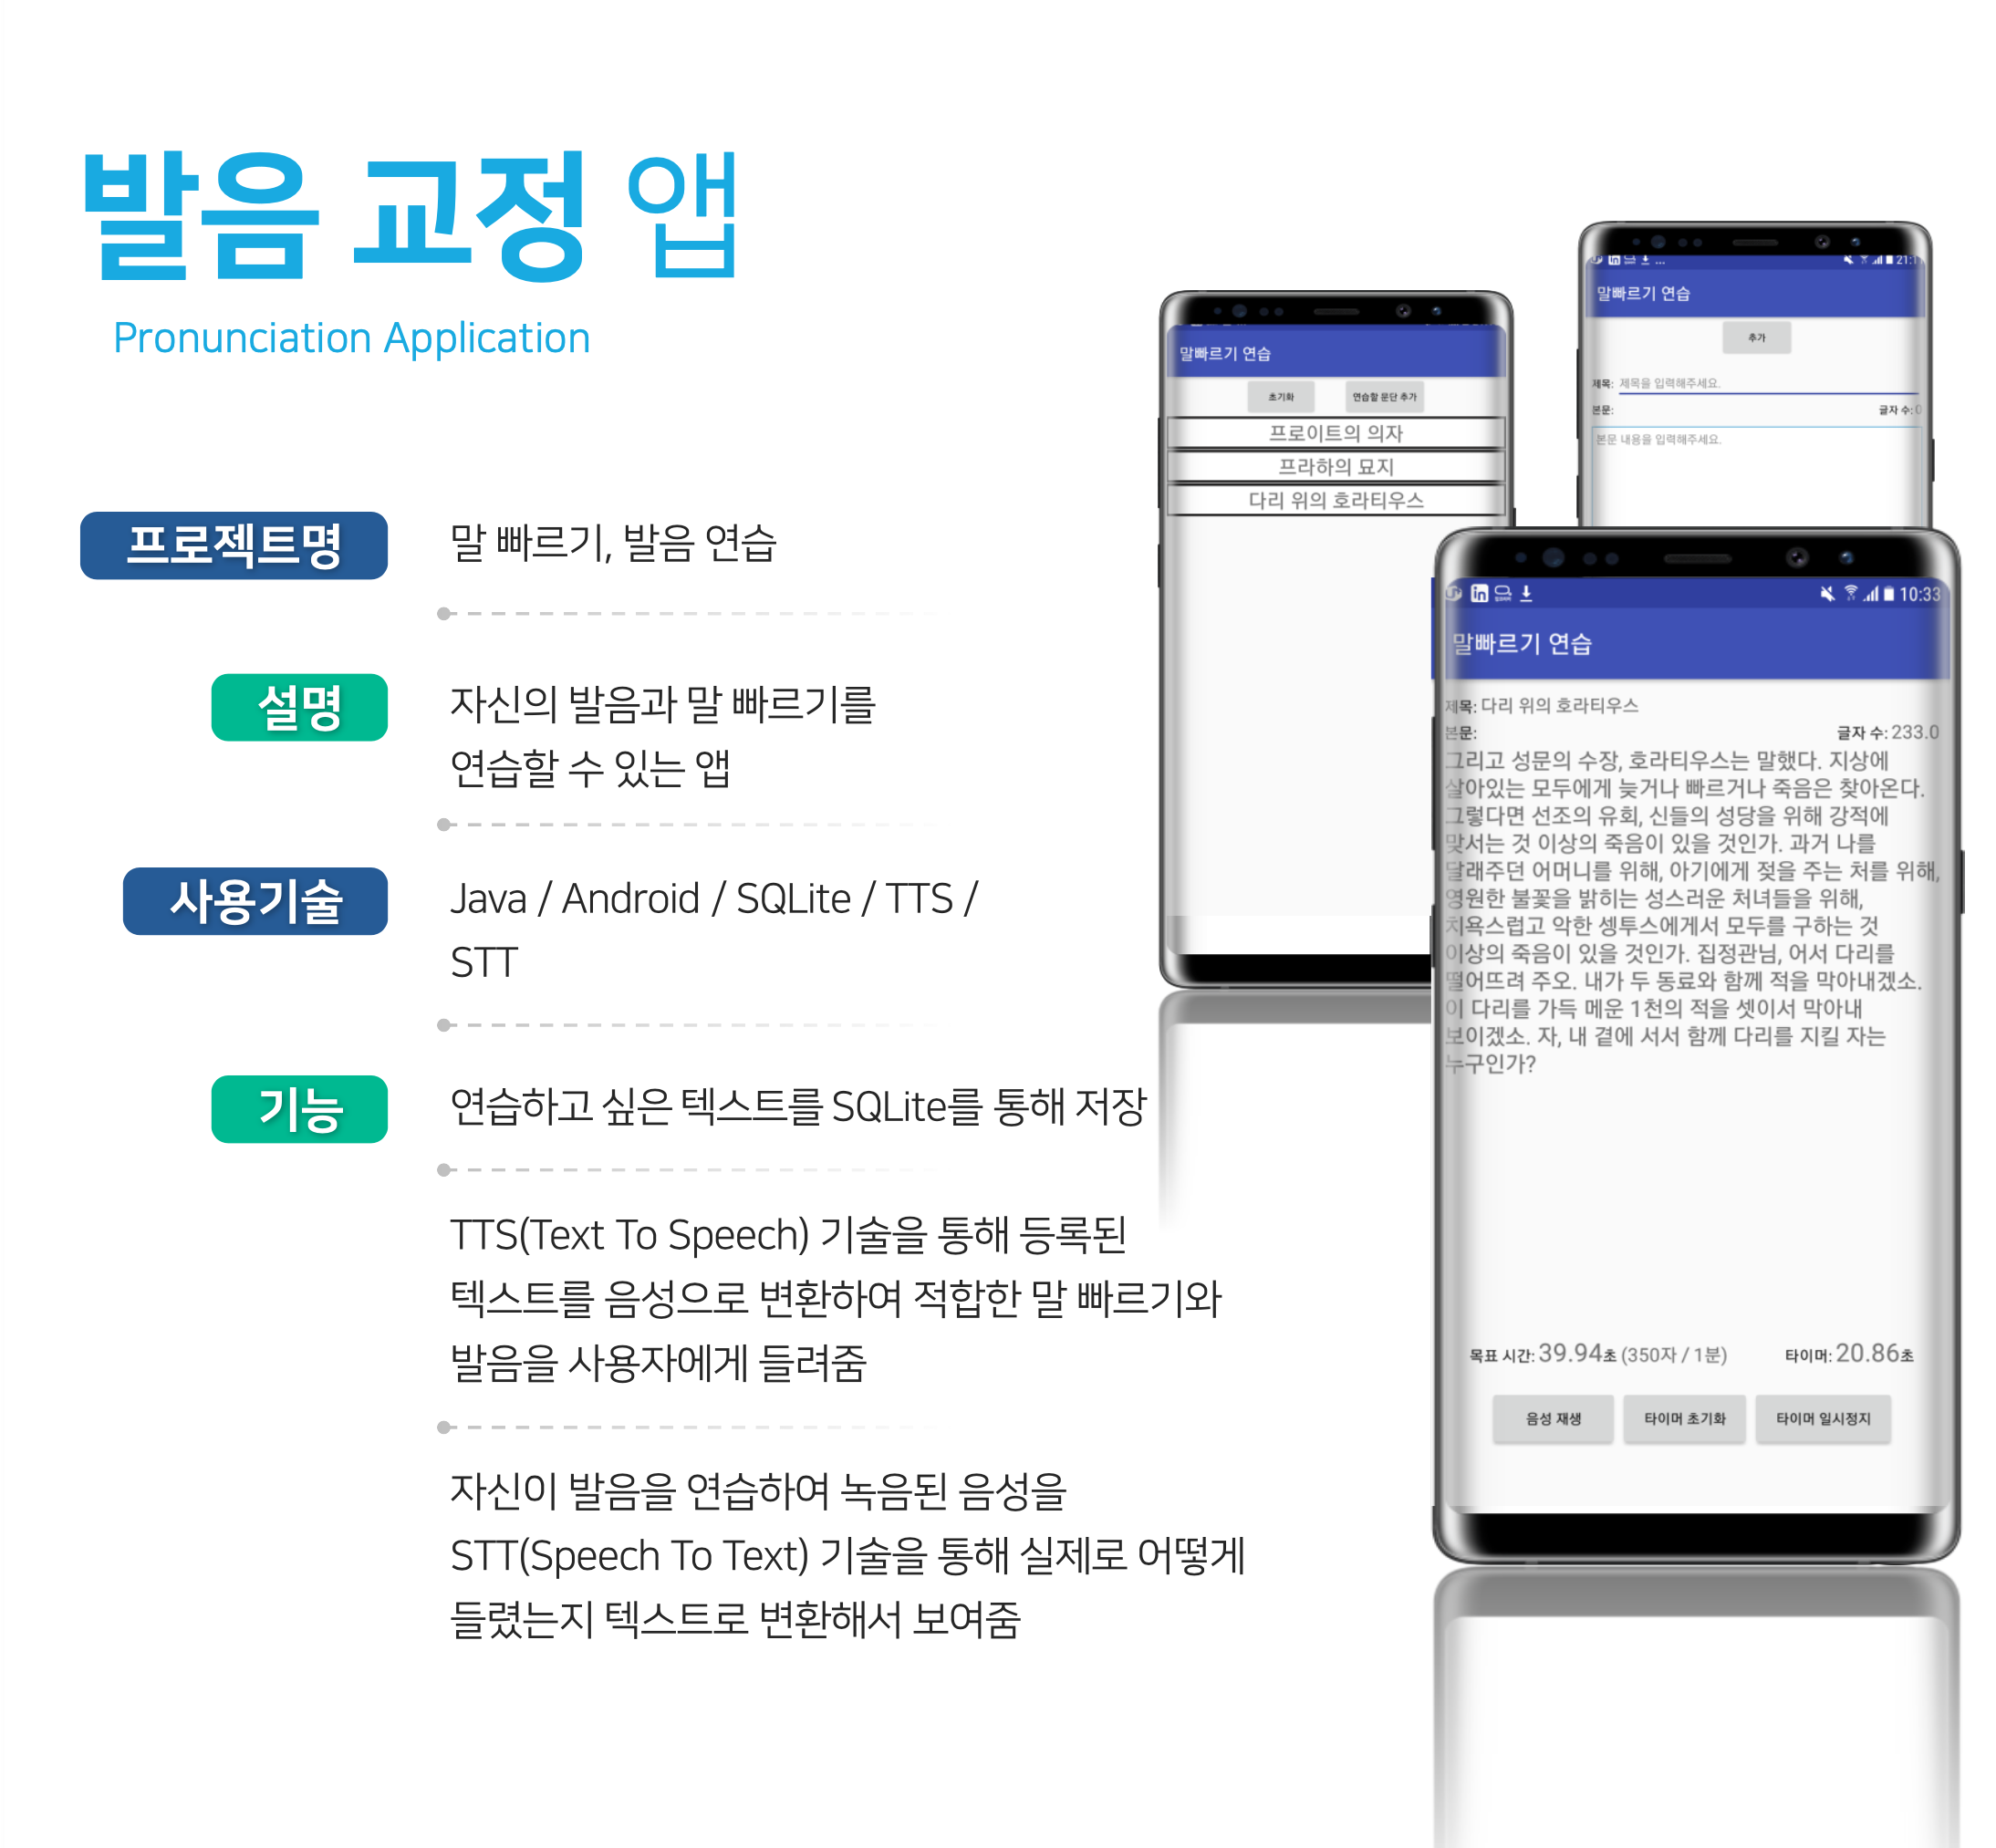 발음 교정 앱
Pronunciation Application
프로젝트명
말 빠르기, 발음 연습
설명
자신의 발음과 말 빠르기를
연습할 수 있는 앱
사용기술
Java / Android / SQLite / TTS /
STT
기능
연습하고 싶은 텍스트를 SQLite를 통해 저장
TTS(Text To Speech) 기술을 통해 등록된
텍스트를 음성으로 변환하여 적합한 말 빠르기와
발음을 사용자에게 들려줌
자신이 발음을 연습하여 녹음된 음성을
STT(Speech To Text) 기술을 통해 실제로 어떻게
들렸는지 텍스트로 변환해서 보여줌
말빠르기 연습
초기화 연습할 문단 추가
프로이트의 의자
프라하의 묘지
다리 위의 호라티우스
말빠르기 연습
추가
제목: 제목을 입력해주세요.
본문: 글자 수: 0
본문 내용을 입력해주세요.
10:33
말빠르기 연습
제목: 다리 위의 호라티우스
본문: 글자 수: 233.0
그리고 성문의 수장, 호라티우스는 말했다. 지상에
살아있는 모두에게 늦거나 빠르거나 죽음은 찾아온다.
그렇다면 선조의 유회, 신들의 성당을 위해 강적에
맞서는 것 이상의 죽음이 있을 것인가. 과거 나를
달래주던 어머니를 위해, 아기에게 젖을 주는 처를 위해,
영원한 불꽃을 밝히는 성스러운 처녀들을 위해,
치욕스럽고 악한 셍투스에게서 모두를 구하는 것
이상의 죽음이 있을 것인가. 집정관님, 어서 다리를
떨어뜨려 주오. 내가 두 동료와 함께 적을 막아내겠소.
이 다리를 가득 메운 1천의 적을 셋이서 막아내
보이겠소. 자, 내 곁에 서서 함께 다리를 지킬 자는
누구인가?
목표 시간: 39.94초 (350자 / 1분) 타이머: 20.86초
음성 재생 타이머 초기화 타이머 일시정지